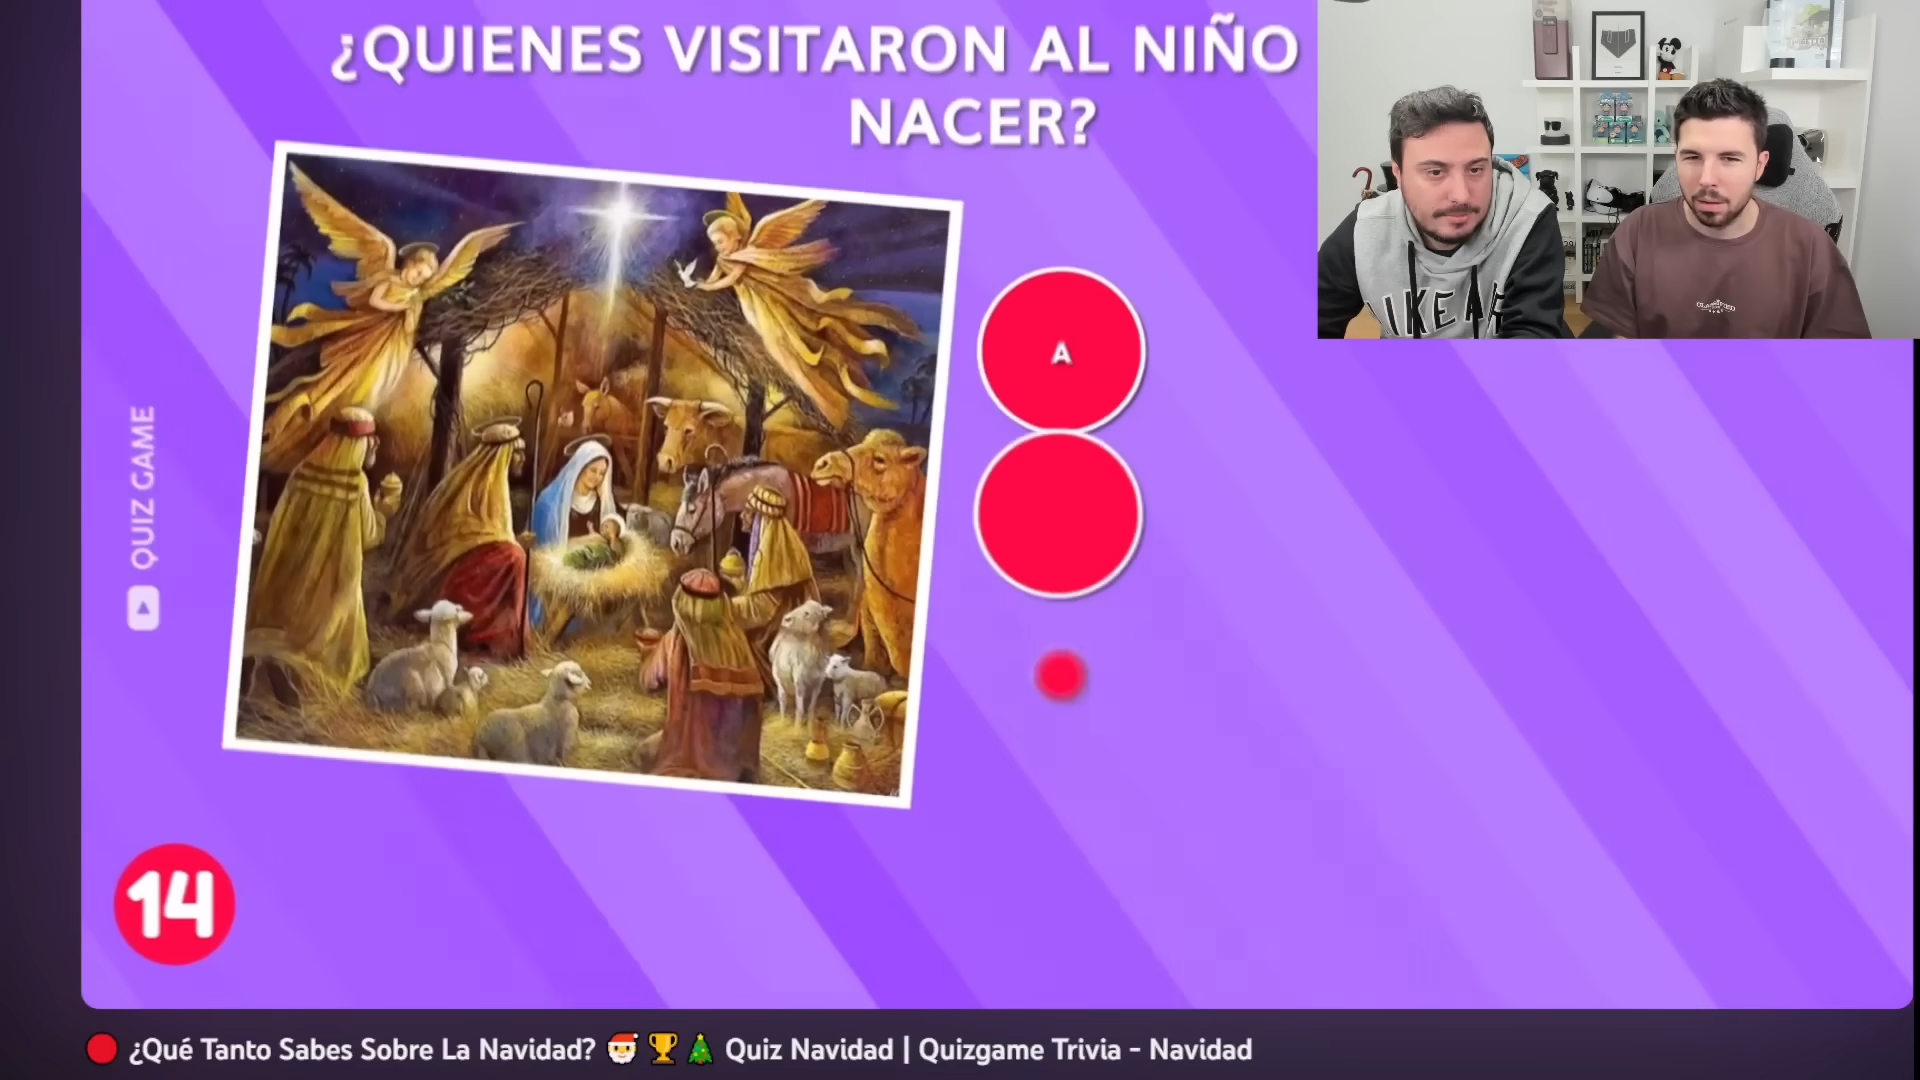 ¿QUIENES VISITARON AL NIÑO
NACER?
A
QUIZ GAME
14
¿Qué Tanto Sabes Sobre La Navidad? 🎅🏆🎄 Quiz Navidad | Quizgame Trivia - Navidad